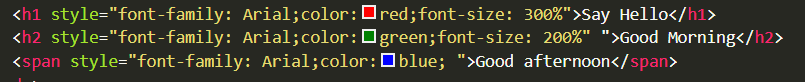 <h1 style="font-family: Arial;color:red;font-size: 300%">Say Hello</h1>
<h2 style="font-family: Arial;color:green;font-size: 200%" ">Good Morning</h2>
<span style="font-family: Arial;color:blue; ">Good afternoon</span>